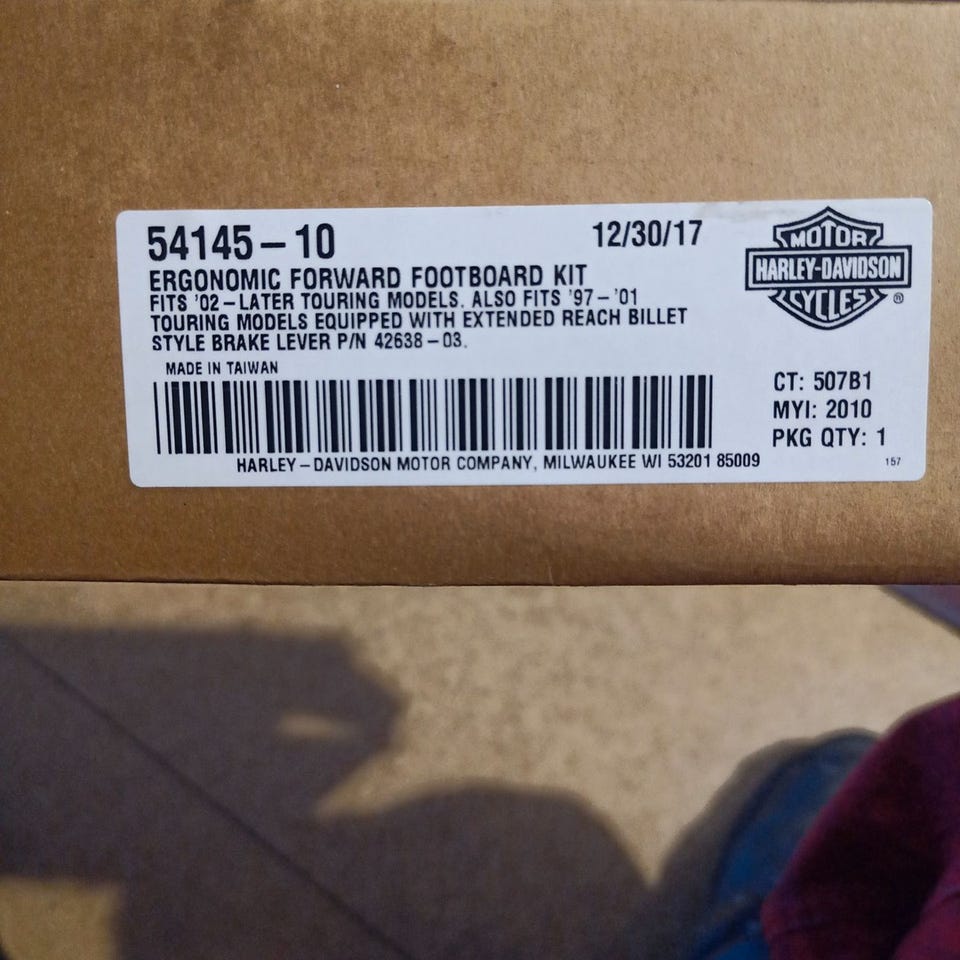 54145-10
12/30/17
ERGONOMIC FORWARD FOOTBOARD KIT
FITS '02-LATER TOURING MODELS. ALSO FITS '97-'01
TOURING MODELS EQUIPPED WITH EXTENDED REACH BILLET
STYLE BRAKE LEVER P/N 42638-03.
MADE IN TAIWAN
HARLEY-DAVIDSON MOTOR COMPANY, MILWAUKEE WI 53201 85009
MOTOR
HARLEY-DAVIDSON
CYCLES ®
CT: 507B1
MYI: 2010
PKG QTY: 1
157